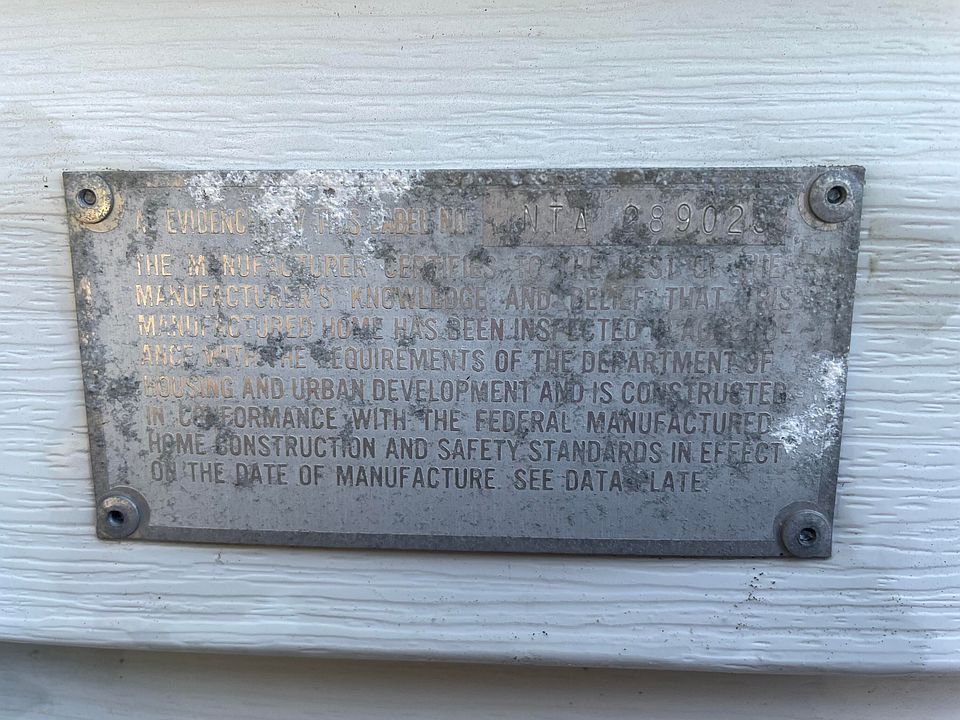 AS EVIDENCED BY THIS LABEL NO. NTA
THE MANUFACTURER CERTIFIES TO THE BEST OF THE
MANUFACTURER'S KNOWLEDGE AND BELIEF THAT THIS
MANUFACTURED HOME HAS BEEN INSPECTED IN ACCORD-
ANCE WITH THE REQUIREMENTS OF THE DEPARTMENT OF
HOUSING AND URBAN DEVELOPMENT AND IS CONSTRUCTED
IN CONFORMANCE WITH THE FEDERAL MANUFACTURED
HOME CONSTRUCTION AND SAFETY STANDARDS IN EFFECT
ON THE DATE OF MANUFACTURE. SEE DATA PLATE.